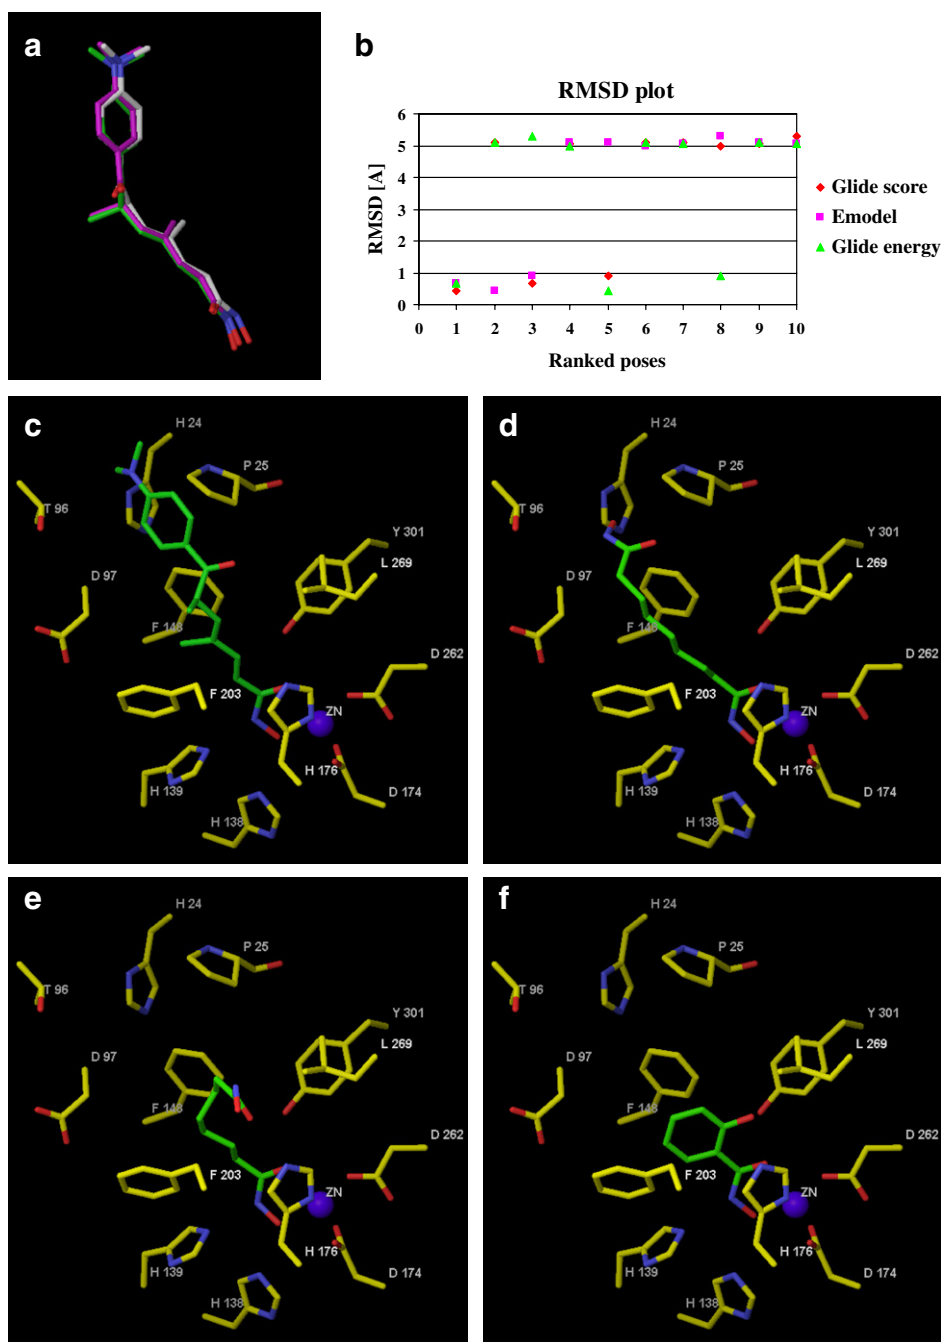 a
b
RMSD plot
RMSD [A]
6
5
4
3
2
1
0
0 1 2 3 4 5 6 7 8 9 10
Ranked poses
Glide score
Emodel
Glide energy
c
H 24
P 25
T 96
Y 301
L 269
D 97
F 148
D 262
F 203
ZN
H 176
H 139
D 174
H 138
d
H 24
P 25
T 96
Y 301
L 269
D 97
F 148
D 262
F 203
ZN
H 176
H 139
D 174
H 138
e
H 24
P 25
T 96
Y 301
L 269
D 97
F 148
D 262
F 203
ZN
H 176
H 139
D 174
H 138
f
H 24
P 25
T 96
Y 301
L 269
D 97
F 148
D 262
F 203
ZN
H 176
H 139
D 174
H 138